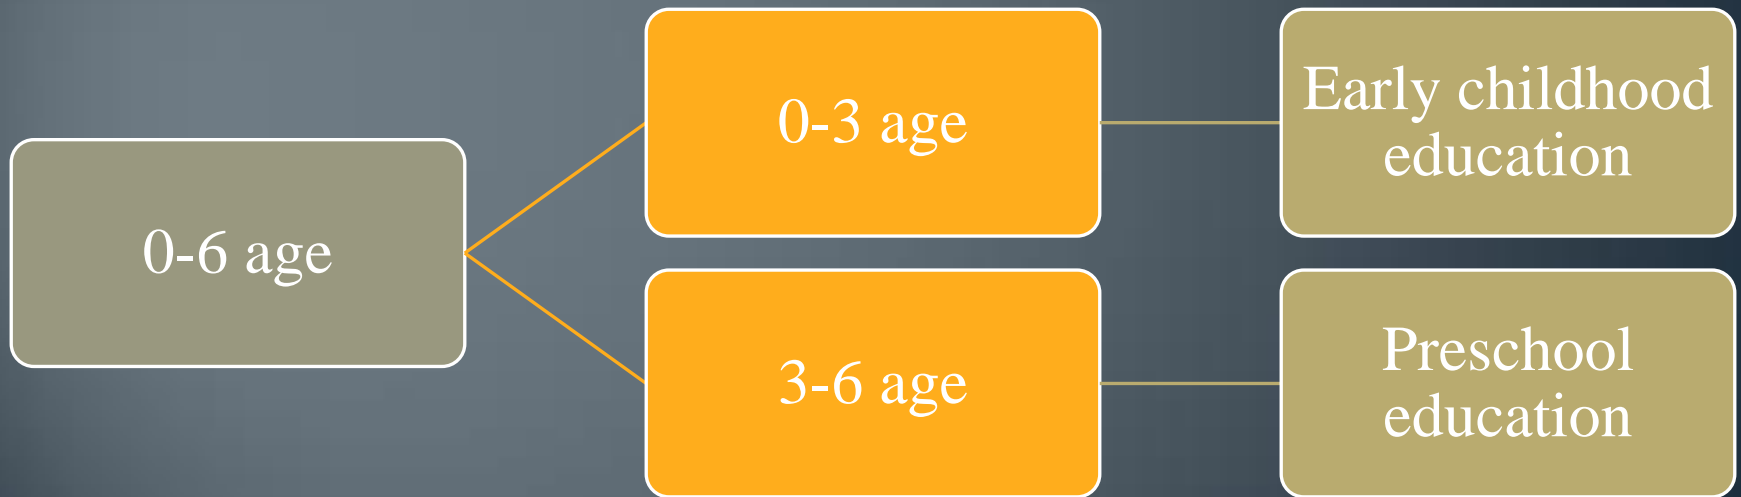 0-6 age
0-3 age
Early childhood
education
3-6 age
Preschool
education